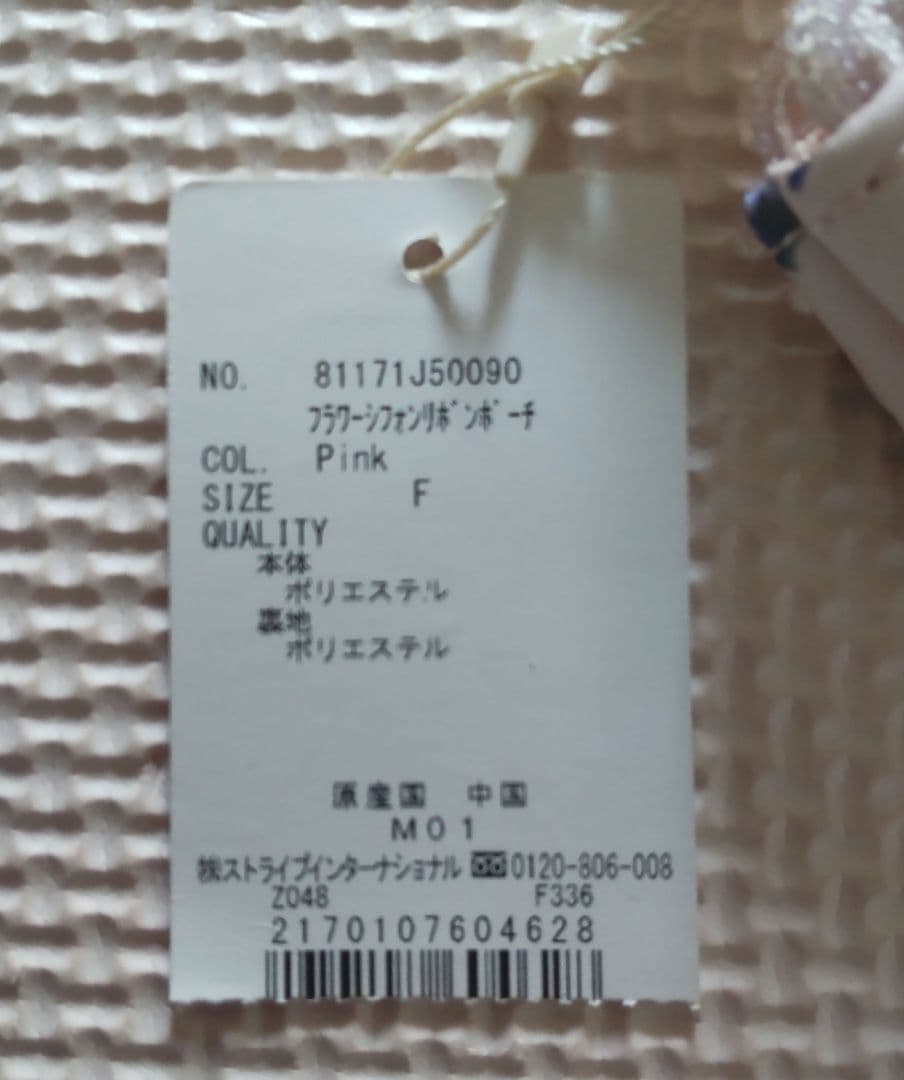 NO. 81171J50090
ﾌﾗﾜｰｼﾌｫﾝﾘﾎﾞﾝﾎﾟｰﾁ
COL. Pink
SIZE F
QUALITY
本体
ポリエステル
裏地
ポリエステル
原産国 中国
M01
㈱ストライプインターナショナル 0120-806-008
Z048 F336
2170107604628